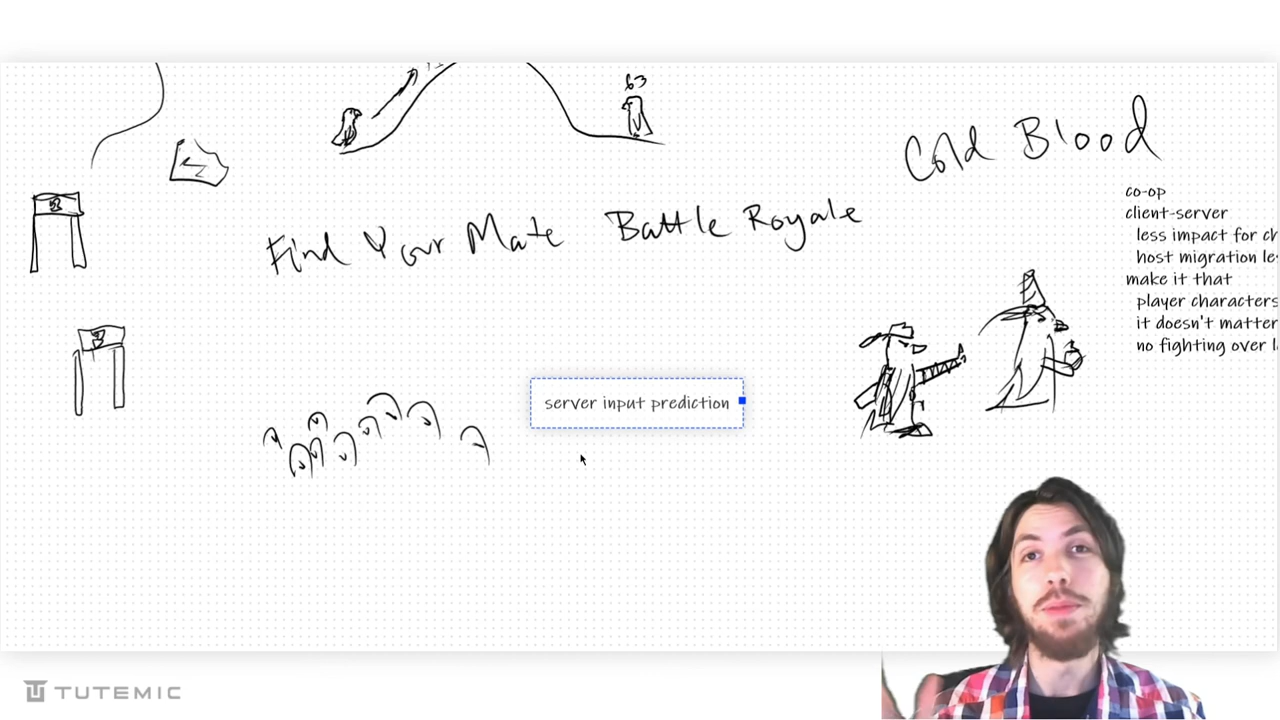 63
Cold Blood
co-op
client-server
less impact for ch
host migration le
make it that
player characters
it doesn't matter
no fighting over l
Find Your Mate Battle Royale
server input prediction
TUTEMIC